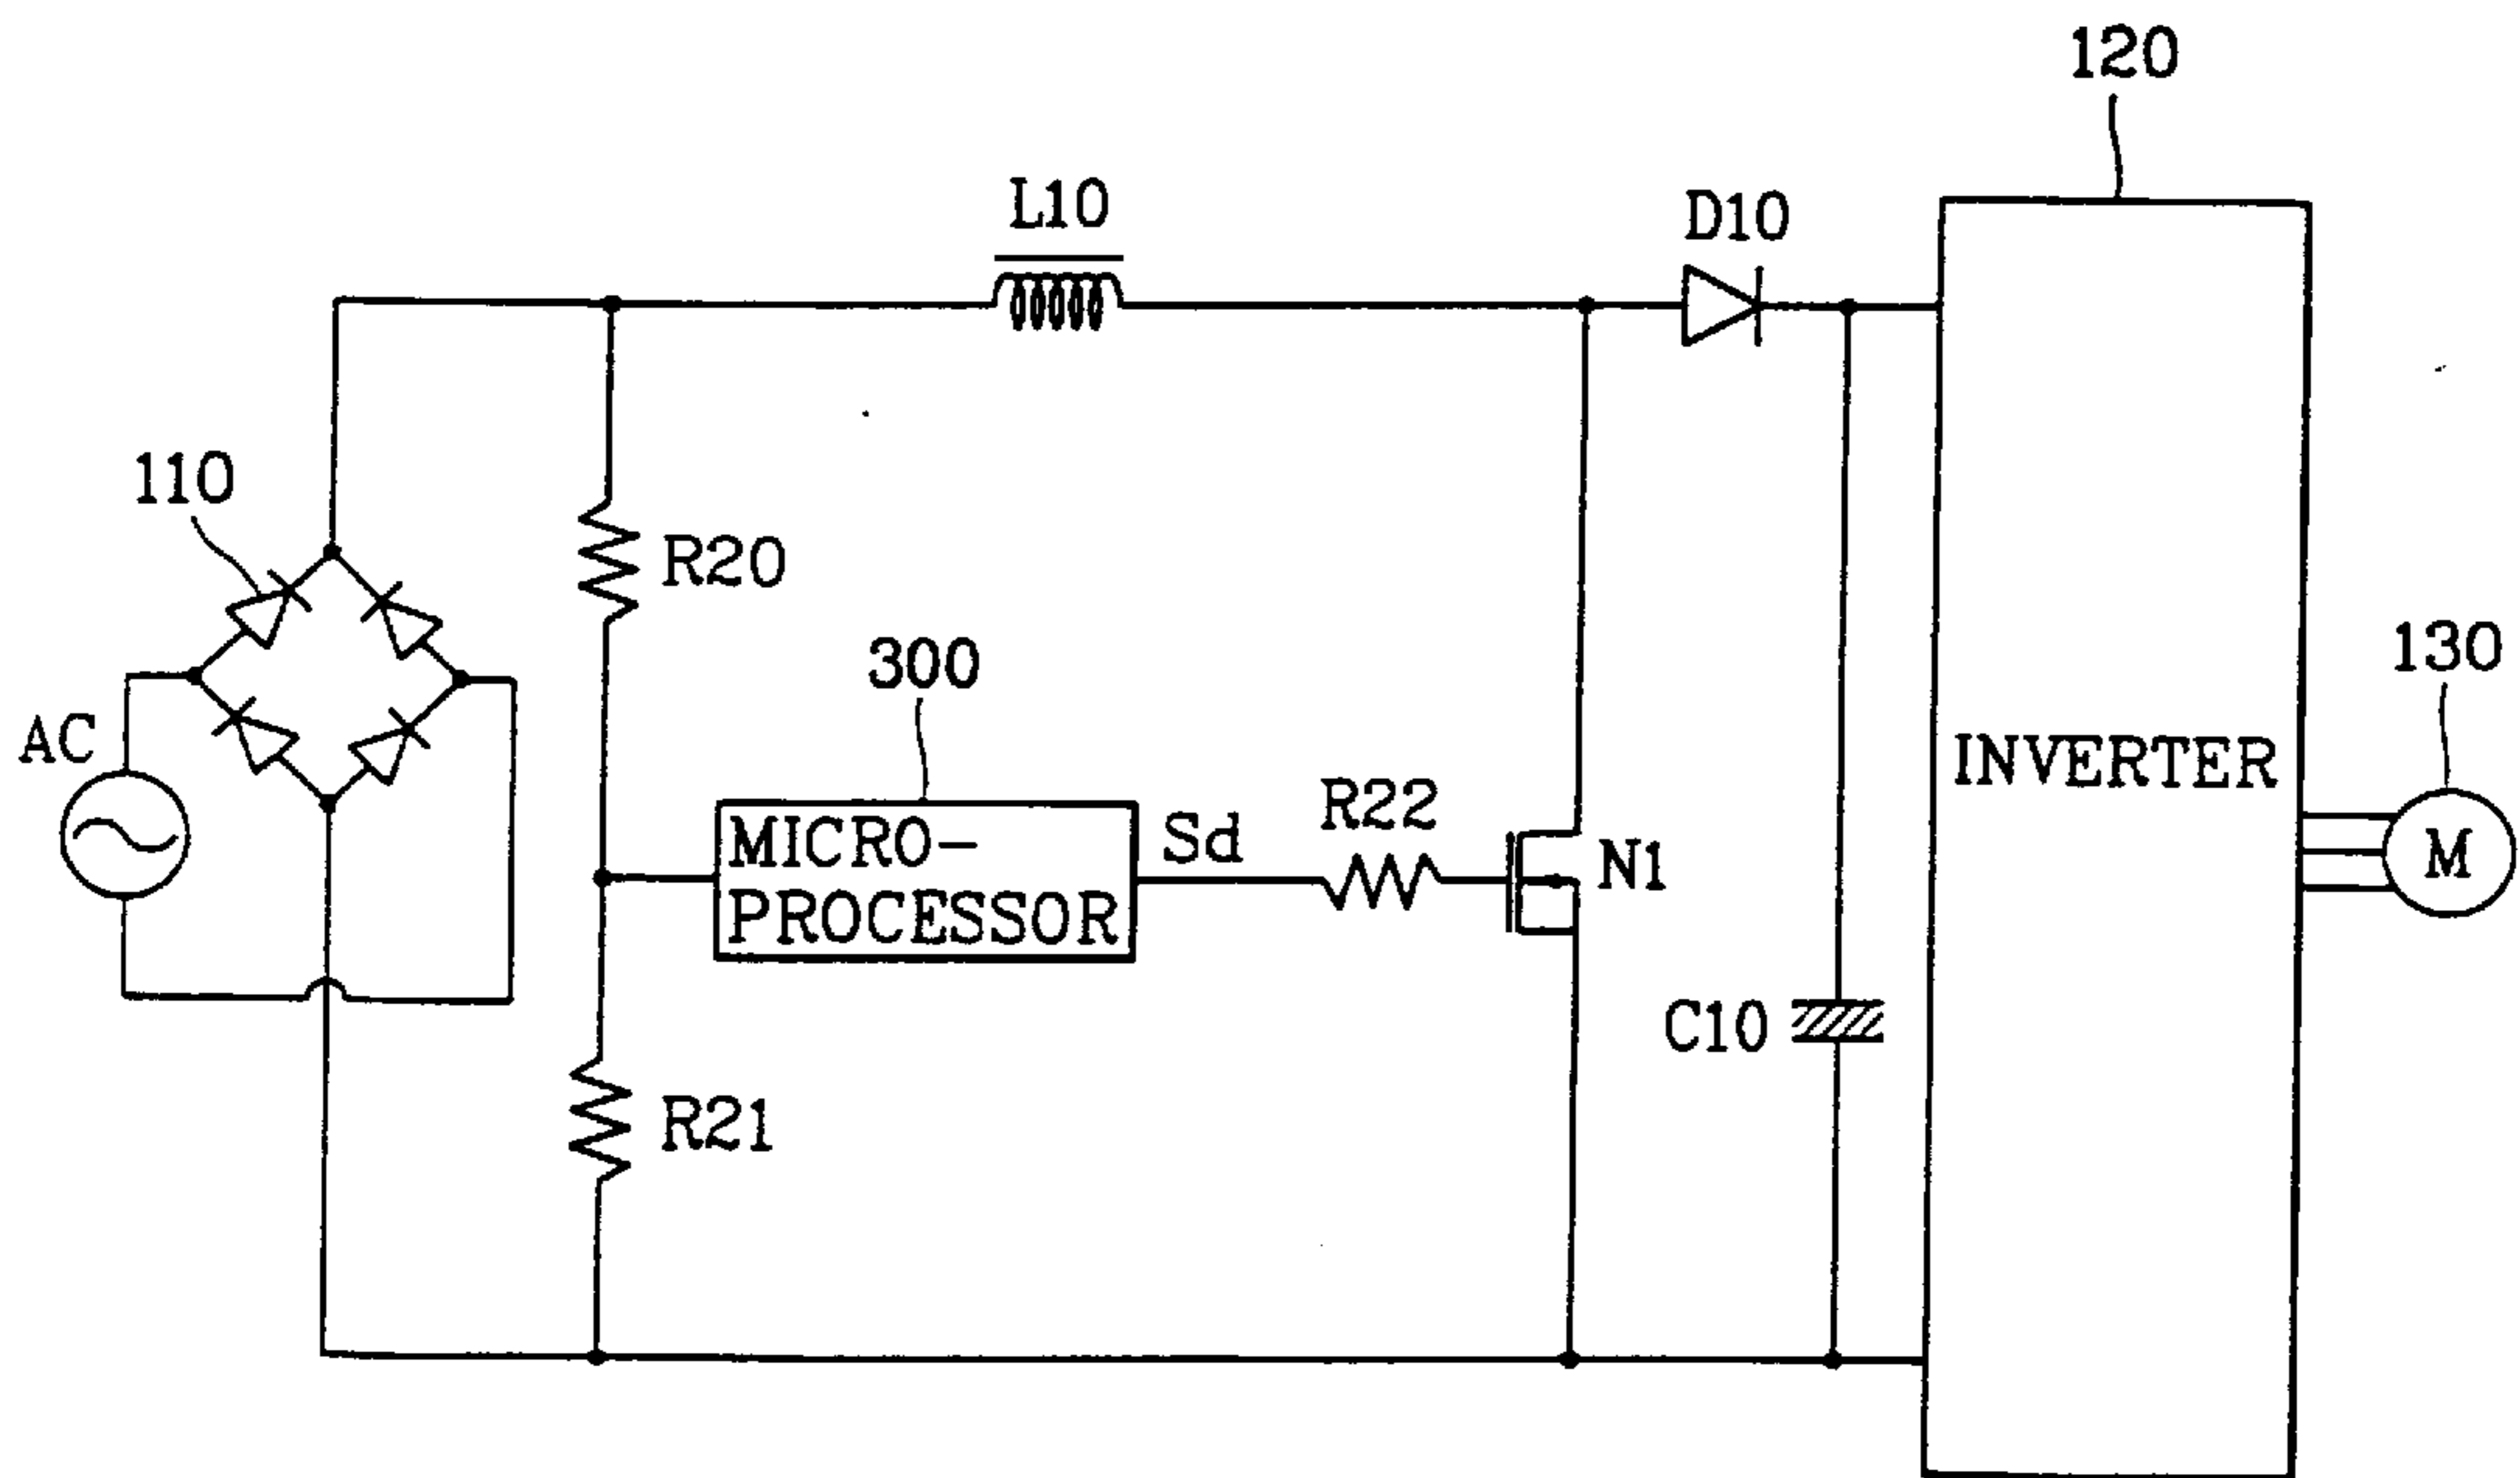 120
L10
D10
110
R20
300
130
AC
INVERTER
R22
MICRO-
PROCESSOR
Sd
N1
M
C10
R21